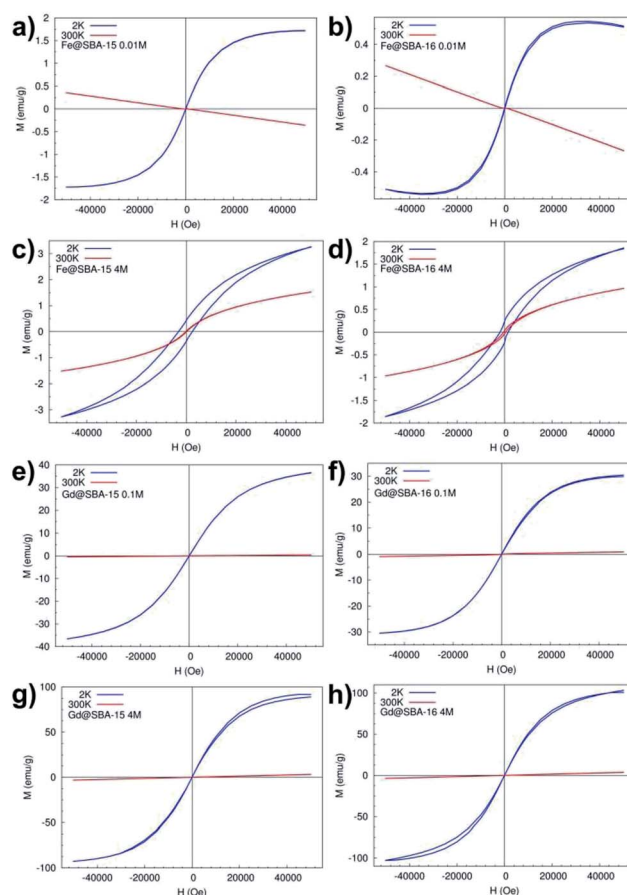 a)
2K
300K
Fe@SBA-15 0.01M
M (emu/g)
2
1.5
1
0.5
0
-0.5
-1
-1.5
-2
-40000 -20000 0 20000 40000
H (Oe)
b)
2K
300K
Fe@SBA-16 0.01M
M (emu/g)
0.4
0.2
0
-0.2
-0.4
-40000 -20000 0 20000 40000
H (Oe)
c)
2K
300K
Fe@SBA-15 4M
M (emu/g)
3
2
1
0
-1
-2
-3
-40000 -20000 0 20000 40000
H (Oe)
d)
2K
300K
Fe@SBA-16 4M
M (emu/g)
2
1.5
1
0.5
0
-0.5
-1
-1.5
-2
-40000 -20000 0 20000 40000
H (Oe)
e)
2K
300K
Gd@SBA-15 0.1M
M (emu/g)
40
30
20
10
0
-10
-20
-30
-40
-40000 -20000 0 20000 40000
H (Oe)
f)
2K
300K
Gd@SBA-16 0.1M
M (emu/g)
30
20
10
0
-10
-20
-30
-40000 -20000 0 20000 40000
H (Oe)
g)
2K
300K
Gd@SBA-15 4M
M (emu/g)
100
50
0
-50
-100
-40000 -20000 0 20000 40000
H (Oe)
h)
2K
300K
Gd@SBA-16 4M
M (emu/g)
100
50
0
-50
-100
-40000 -20000 0 20000 40000
H (Oe)